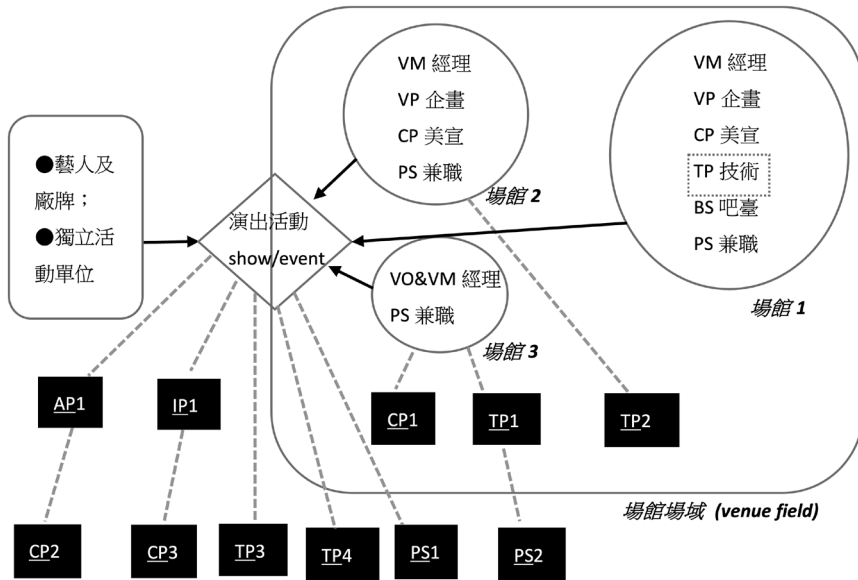 VM 經理
VP 企畫
CP 美宣
PS 兼職
場館 2
VM 經理
VP 企畫
CP 美宣
TP 技術
BS 吧臺
PS 兼職
場館 1
●藝人及
廠牌；
●獨立活
動單位
演出活動
show/event
VO&VM 經理
PS 兼職
場館 3
AP1
IP1
CP1
TP1
TP2
場館場域 (venue field)
CP2
CP3
TP3
TP4
PS1
PS2